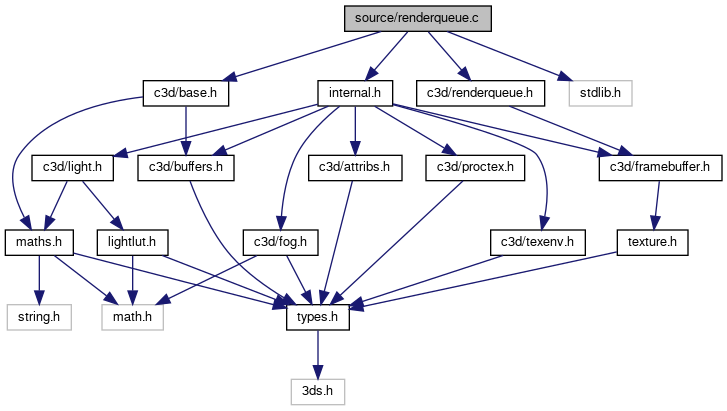 source/renderqueue.c
c3d/base.h
internal.h
c3d/renderqueue.h
stdlib.h
c3d/light.h
c3d/buffers.h
c3d/attribs.h
c3d/proctex.h
c3d/framebuffer.h
maths.h
lightlut.h
c3d/fog.h
c3d/texenv.h
texture.h
string.h
math.h
types.h
3ds.h